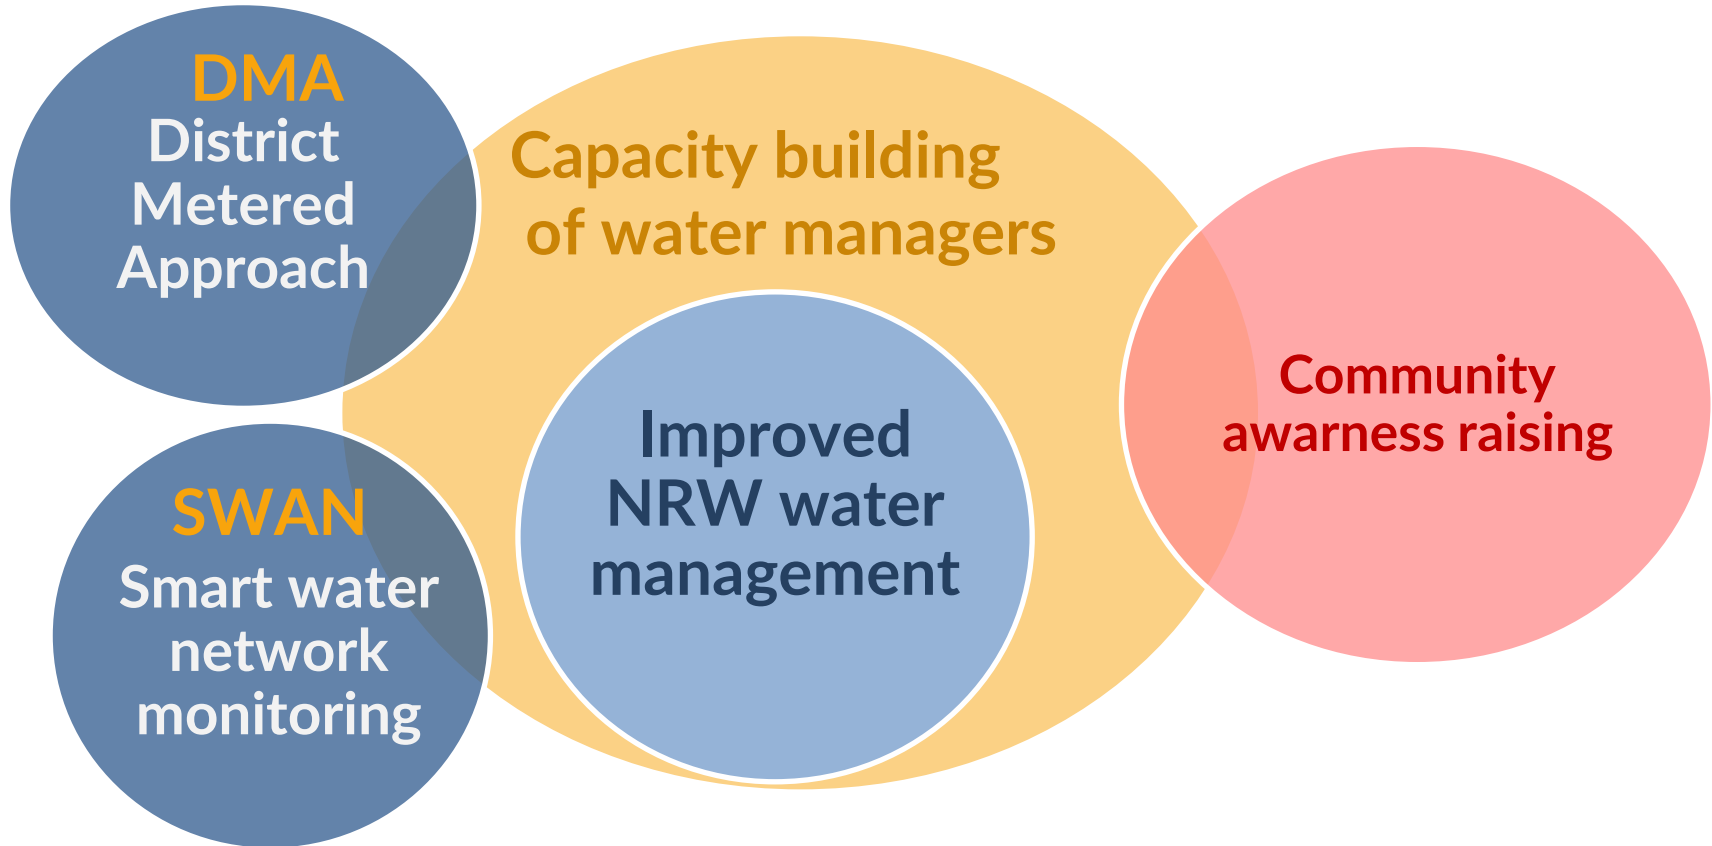 DMA
District
Metered
Approach
Capacity building
of water managers
Improved
NRW water
management
Community
awarness raising
SWAN
Smart water
network
monitoring